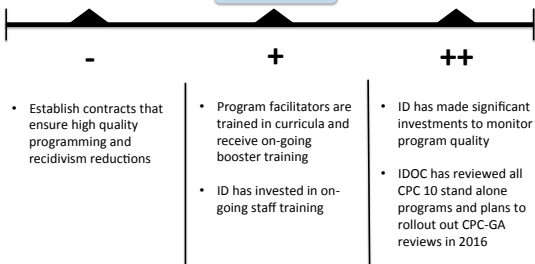 -
+
++
• Establish contracts that
ensure high quality
programming and
recidivism reductions
• Program facilitators are
trained in curricula and
receive on-going
booster training
• ID has invested in on-
going staff training
• ID has made significant
investments to monitor
program quality
• IDOC has reviewed all
CPC 10 stand alone
programs and plans to
rollout out CPC-GA
reviews in 2016